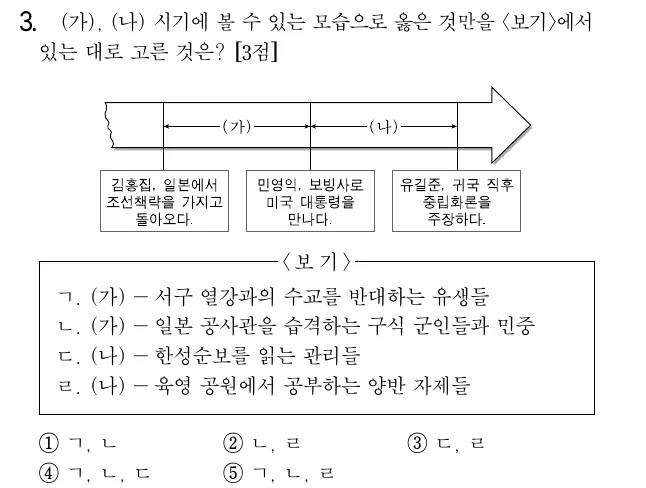 3. (가), (나) 시기에 볼 수 있는 모습으로 옳은 것만을 〈보기〉에서
있는 대로 고른 것은? [3점]
(가) (나)
김홍집, 일본에서
조선책략을 가지고
돌아오다.
민영익, 보빙사로
미국 대통령을
만나다.
유길준, 귀국 직후
중립화론을
주장하다.
〈보 기〉
ㄱ. (가) － 서구 열강과의 수교를 반대하는 유생들
ㄴ. (가) － 일본 공사관을 습격하는 구식 군인들과 민중
ㄷ. (나) － 한성순보를 읽는 관리들
ㄹ. (나) － 육영 공원에서 공부하는 양반 자제들
① ㄱ, ㄴ ② ㄴ, ㄹ ③ ㄷ, ㄹ
④ ㄱ, ㄴ, ㄷ ⑤ ㄱ, ㄴ, ㄹ